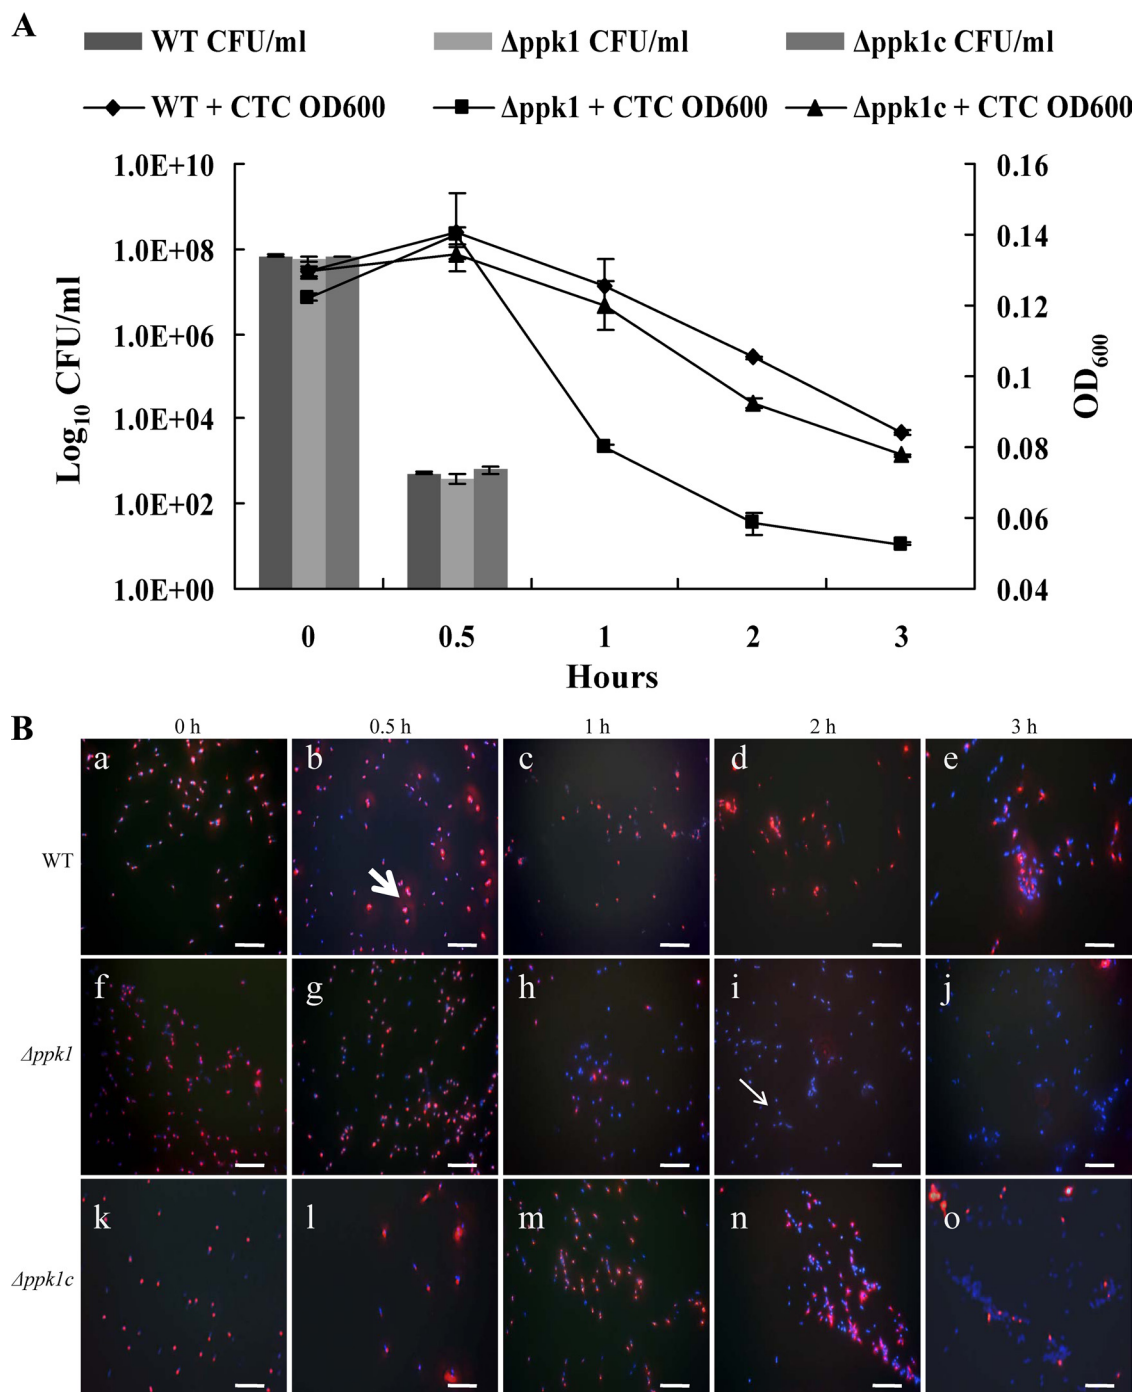 A
WT CFU/ml Δppk1 CFU/ml Δppk1c CFU/ml
WT + CTC OD600 Δppk1 + CTC OD600 Δppk1c + CTC OD600
1.0E+10 0.16
1.0E+08 0.14
1.0E+06 0.12
0.1
1.0E+04
0.08
1.0E+02 0.06
1.0E+00 0.04
Log10 CFU/ml
OD600
0 0.5 1 2 3
Hours
B 0 h 0.5 h 1 h 2 h 3 h
WT a b c d e
Δppk1 f g h i j
Δppk1c k l m n o